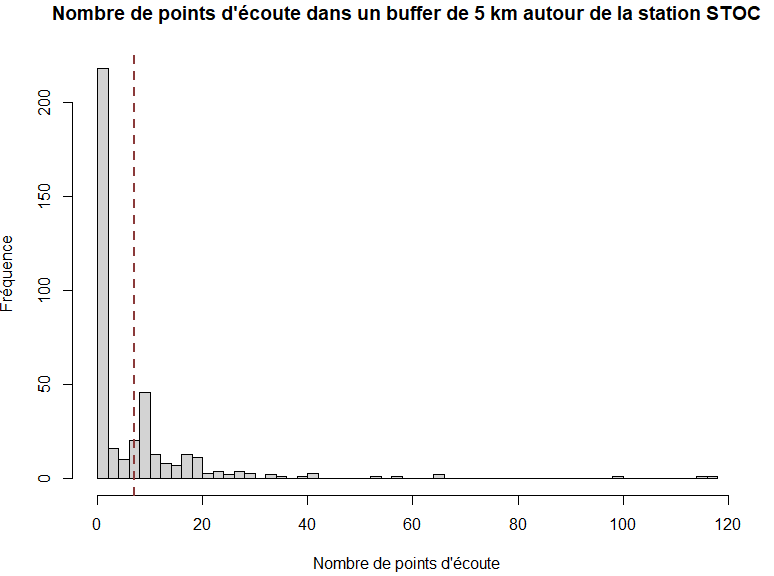 Nombre de points d'écoute dans un buffer de 5 km autour de la station STOC
Fréquence
200
150
100
50
0
0 20 40 60 80 100 120
Nombre de points d'écoute